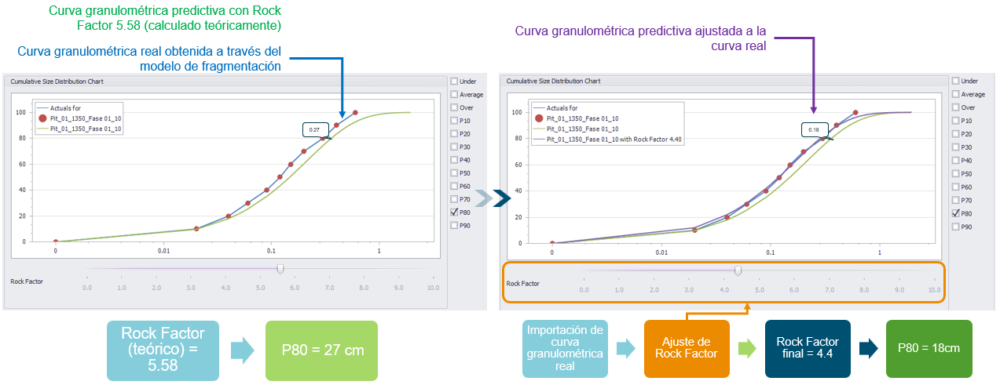 Curva granulométrica predictiva con Rock
Factor 5.58 (calculado teóricamente)
Curva granulométrica real obtenida a través del
modelo de fragmentación
Cumulative Size Distribution Chart
Actuals for
Pit_01_1350_Fase 01_10
Pit_01_1350_Fase 01_10
0.27
100
80
60
40
20
0
0
0.01
0.1
1
Under
Average
Over
P10
P20
P30
P40
P50
P60
P70
P80
P90
Rock Factor
0.0 1.0 2.0 3.0 4.0 5.0 6.0 7.0 8.0 9.0 10.0
Rock Factor
(teórico) =
5.58
P80 = 27 cm
Curva granulométrica predictiva ajustada a la
curva real
Cumulative Size Distribution Chart
Actuals for
Pit_01_1350_Fase 01_10
Pit_01_1350_Fase 01_10
Pit_01_1350_Fase 01_10 with Rock Factor 4.40
0.18
100
80
60
40
20
0
0
0.01
0.1
1
Under
Average
Over
P10
P20
P30
P40
P50
P60
P70
P80
P90
Rock Factor
0.0 1.0 2.0 3.0 4.0 5.0 6.0 7.0 8.0 9.0 10.0
Importación de
curva
granulométrica
real
Ajuste de
Rock Factor
Rock Factor
final = 4.4
P80 = 18cm